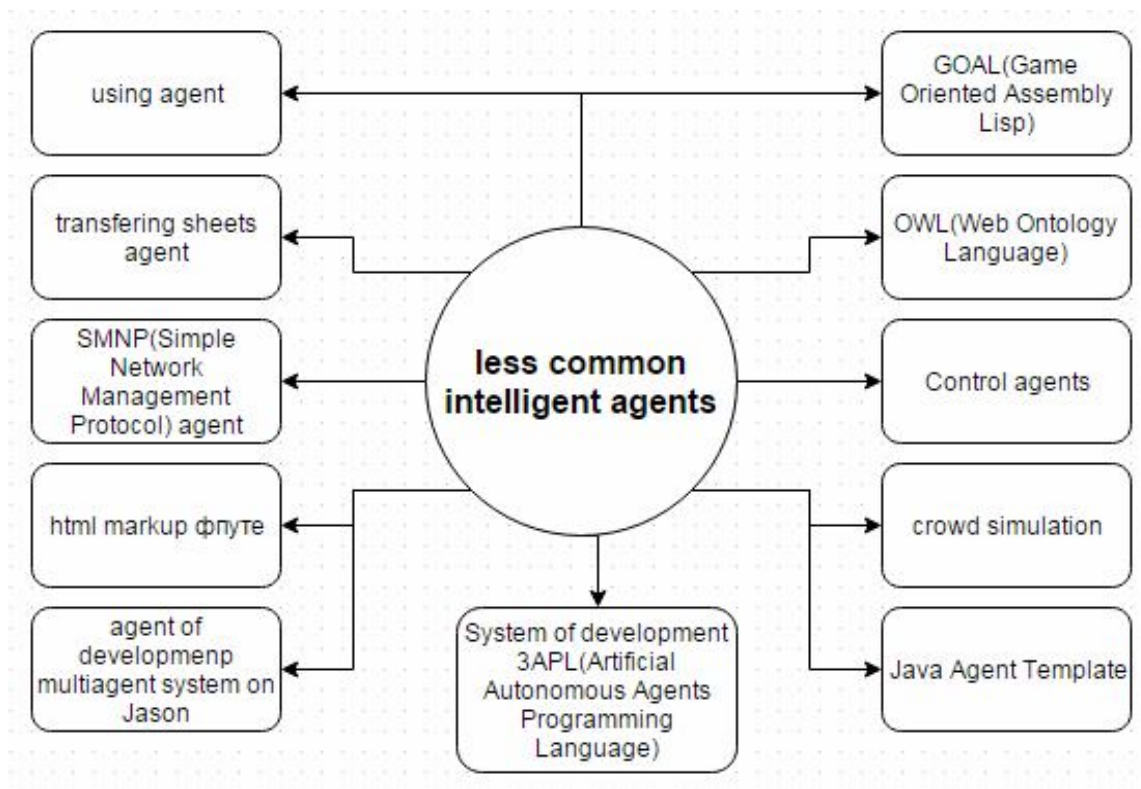 using agent
GOAL(Game
Oriented Assembly
Lisp)
transfering sheets
agent
OWL(Web Ontology
Language)
SMNP(Simple
Network
Management
Protocol) agent
less common
intelligent agents
Control agents
html markup фпуте
crowd simulation
agent of
developmenp
multiagent system on
Jason
System of development
3APL(Artificial
Autonomous Agents
Programming
Language)
Java Agent Template